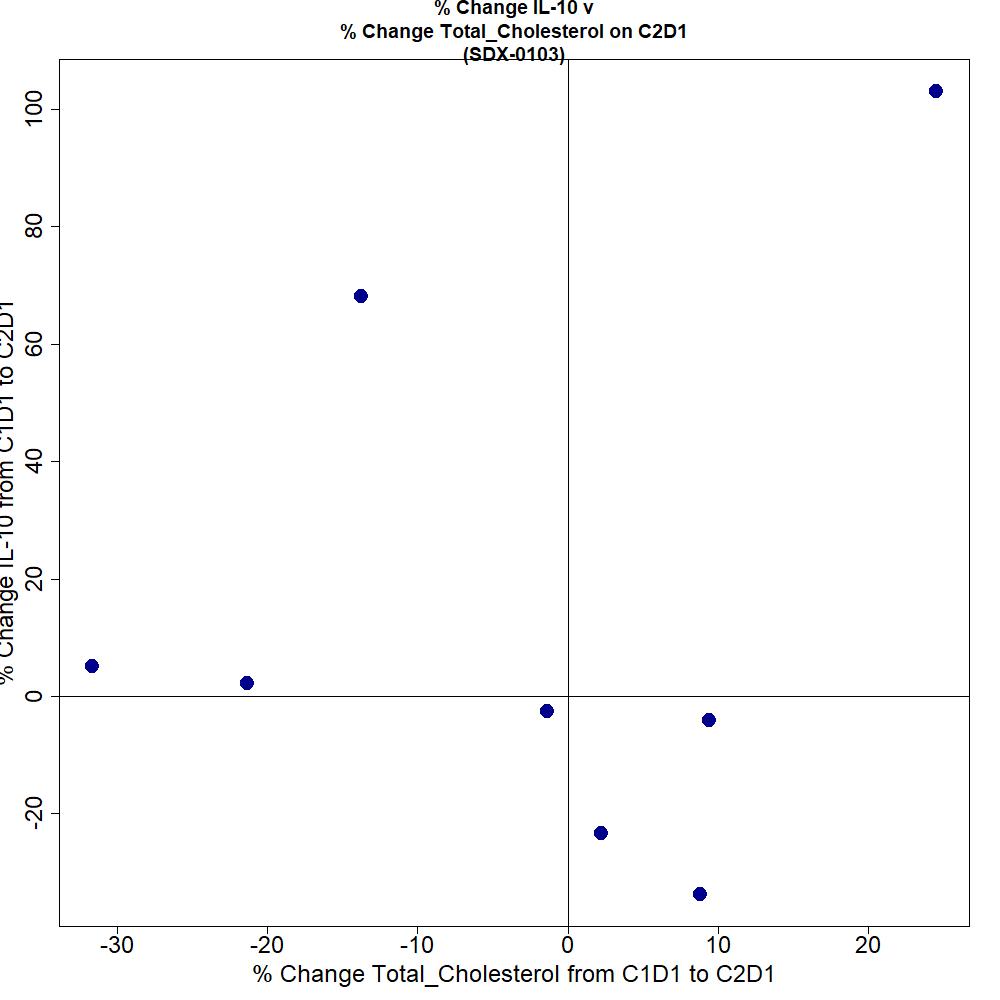 % Change IL-10 v
% Change Total_Cholesterol on C2D1
(SDX-0103)
% Change IL-10 from C1D1 to C2D1
100
80
60
40
20
0
-20
-30
-20
-10
0
10
20
% Change Total_Cholesterol from C1D1 to C2D1